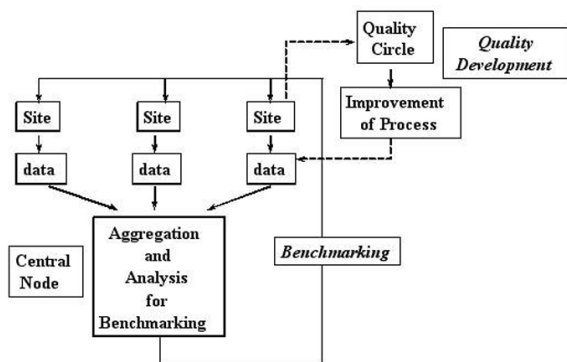 Quality
Circle
Quality
Development
Improvement
of Process
Site
Site
Site
data
data
data
Aggregation
and
Analysis
for
Benchmarking
Central
Node
Benchmarking